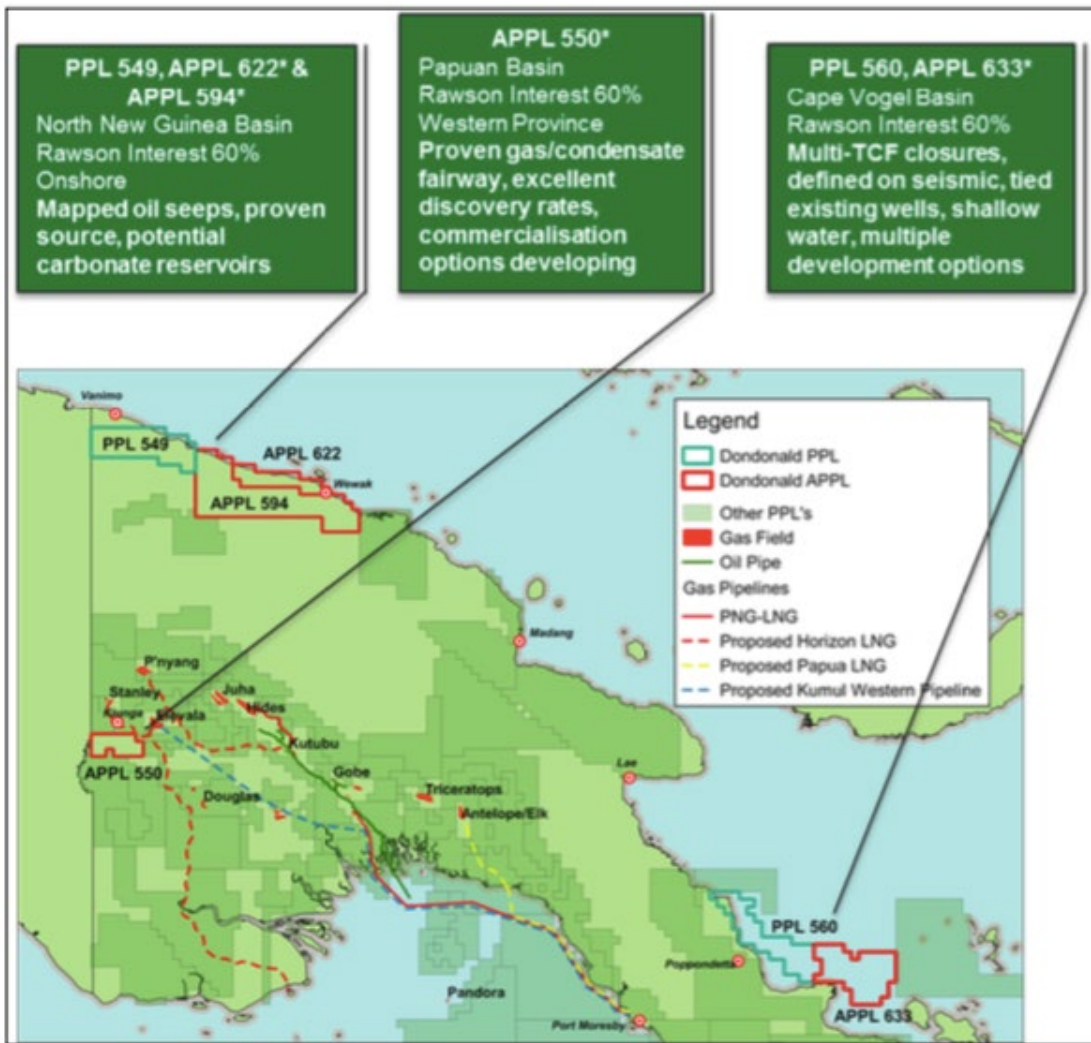 PPL 549, APPL 622* &
APPL 594*
North New Guinea Basin
Rawson Interest 60%
Onshore
Mapped oil seeps, proven
source, potential
carbonate reservoirs
APPL 550*
Papuan Basin
Rawson Interest 60%
Western Province
Proven gas/condensate
fairway, excellent
discovery rates,
commercialisation
options developing
PPL 560, APPL 633*
Cape Vogel Basin
Rawson Interest 60%
Multi-TCF closures,
defined on seismic, tied
existing wells, shallow
water, multiple
development options
Vanimo
PPL 549
APPL 622
Wewak
APPL 594
Legend
Dondonald PPL
Dondonald APPL
Other PPL's
Gas Field
Oil Pipe
Gas Pipelines
PNG-LNG
Proposed Horizon LNG
Proposed Papua LNG
Proposed Kumul Western Pipeline
Madang
P'nyang
Stanley
Juha
Hides
Kutubu
APPL 550
Gobe
Douglas
Triceratops
Antelope/Elk
Lae
PPL 560
Poppondetta
Pandora
Port Moresby
APPL 633